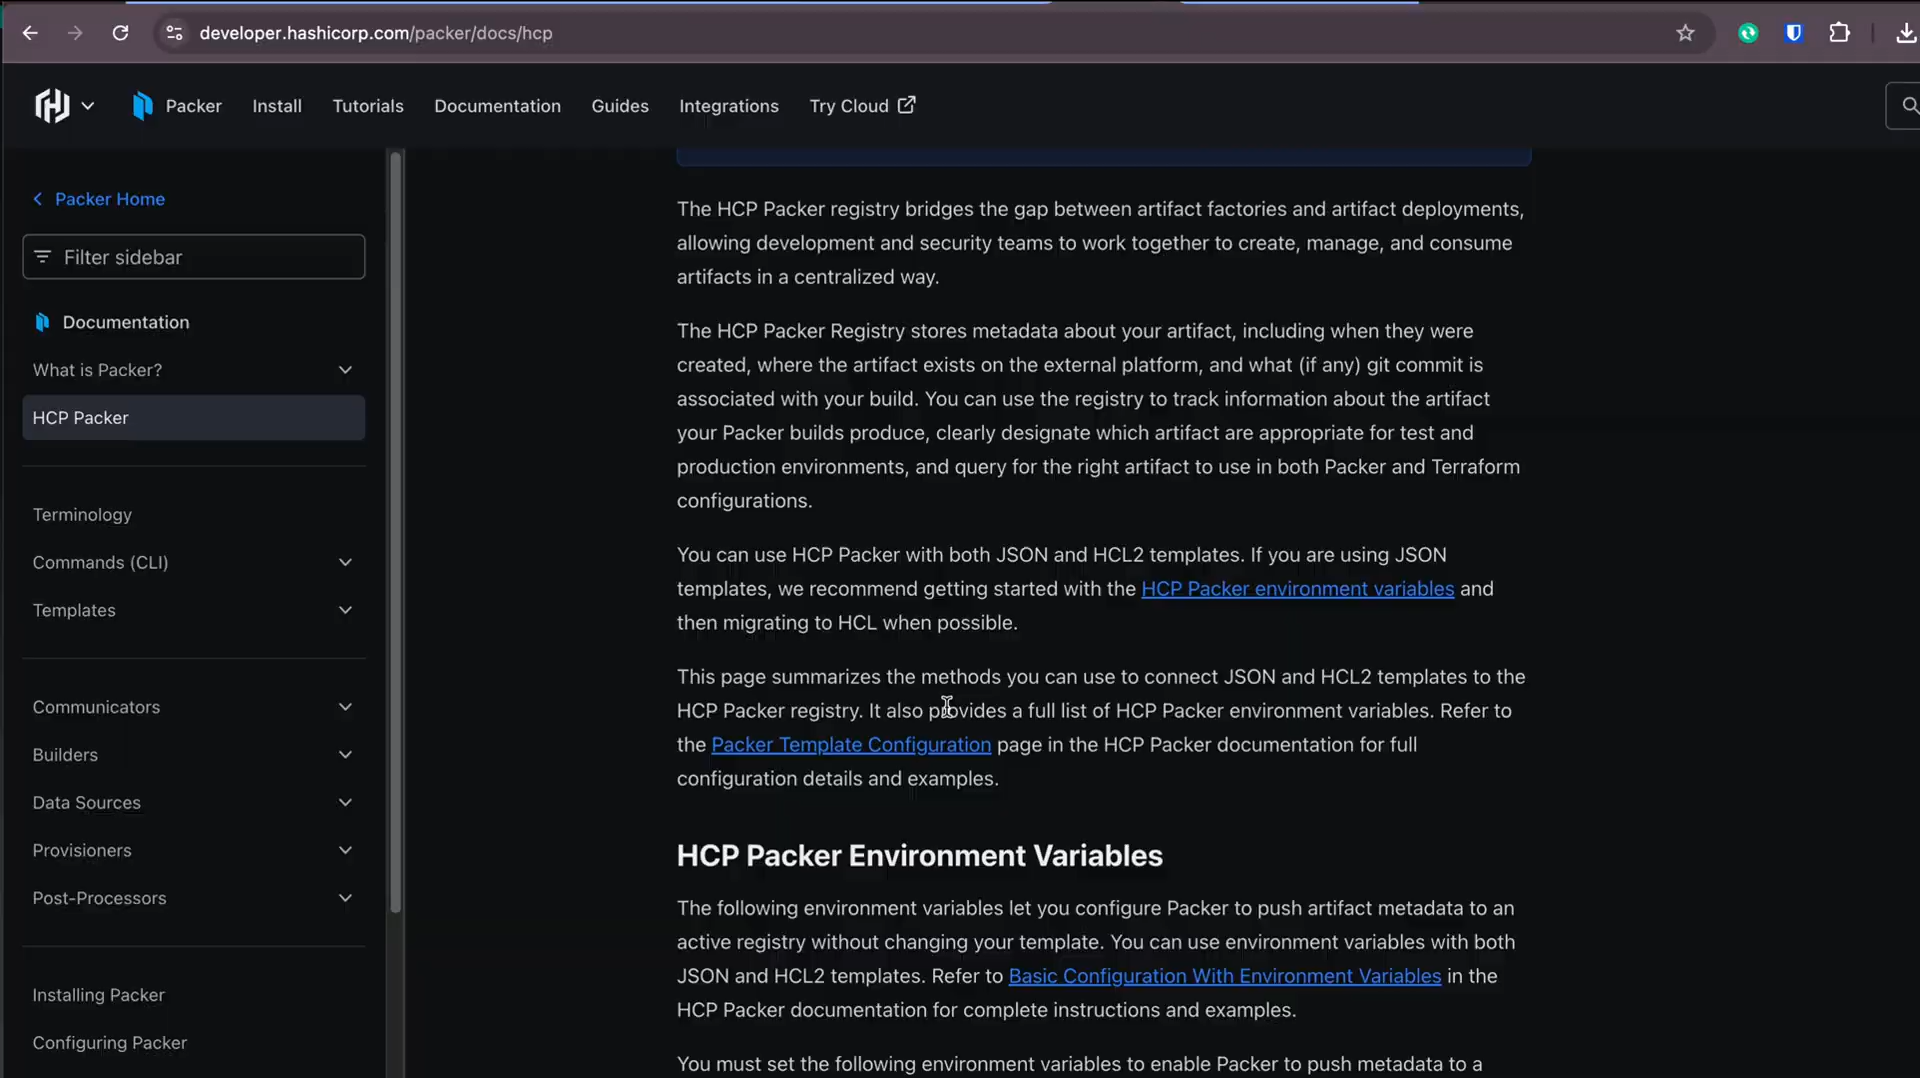 developer.hashicorp.com/packer/docs/hcp
Packer
Install
Tutorials
Documentation
Guides
Integrations
Try Cloud
Packer Home
Filter sidebar
Documentation
What is Packer?
HCP Packer
Terminology
Commands (CLI)
Templates
Communicators
Builders
Data Sources
Provisioners
Post-Processors
Installing Packer
Configuring Packer
The HCP Packer registry bridges the gap between artifact factories and artifact deployments,
allowing development and security teams to work together to create, manage, and consume
artifacts in a centralized way.
The HCP Packer Registry stores metadata about your artifact, including when they were
created, where the artifact exists on the external platform, and what (if any) git commit is
associated with your build. You can use the registry to track information about the artifact
your Packer builds produce, clearly designate which artifact are appropriate for test and
production environments, and query for the right artifact to use in both Packer and Terraform
configurations.
You can use HCP Packer with both JSON and HCL2 templates. If you are using JSON
templates, we recommend getting started with the HCP Packer environment variables and
then migrating to HCL when possible.
This page summarizes the methods you can use to connect JSON and HCL2 templates to the
HCP Packer registry. It also provides a full list of HCP Packer environment variables. Refer to
the Packer Template Configuration page in the HCP Packer documentation for full
configuration details and examples.
HCP Packer Environment Variables
The following environment variables let you configure Packer to push artifact metadata to an
active registry without changing your template. You can use environment variables with both
JSON and HCL2 templates. Refer to Basic Configuration With Environment Variables in the
HCP Packer documentation for complete instructions and examples.
You must set the following environment variables to enable Packer to push metadata to a